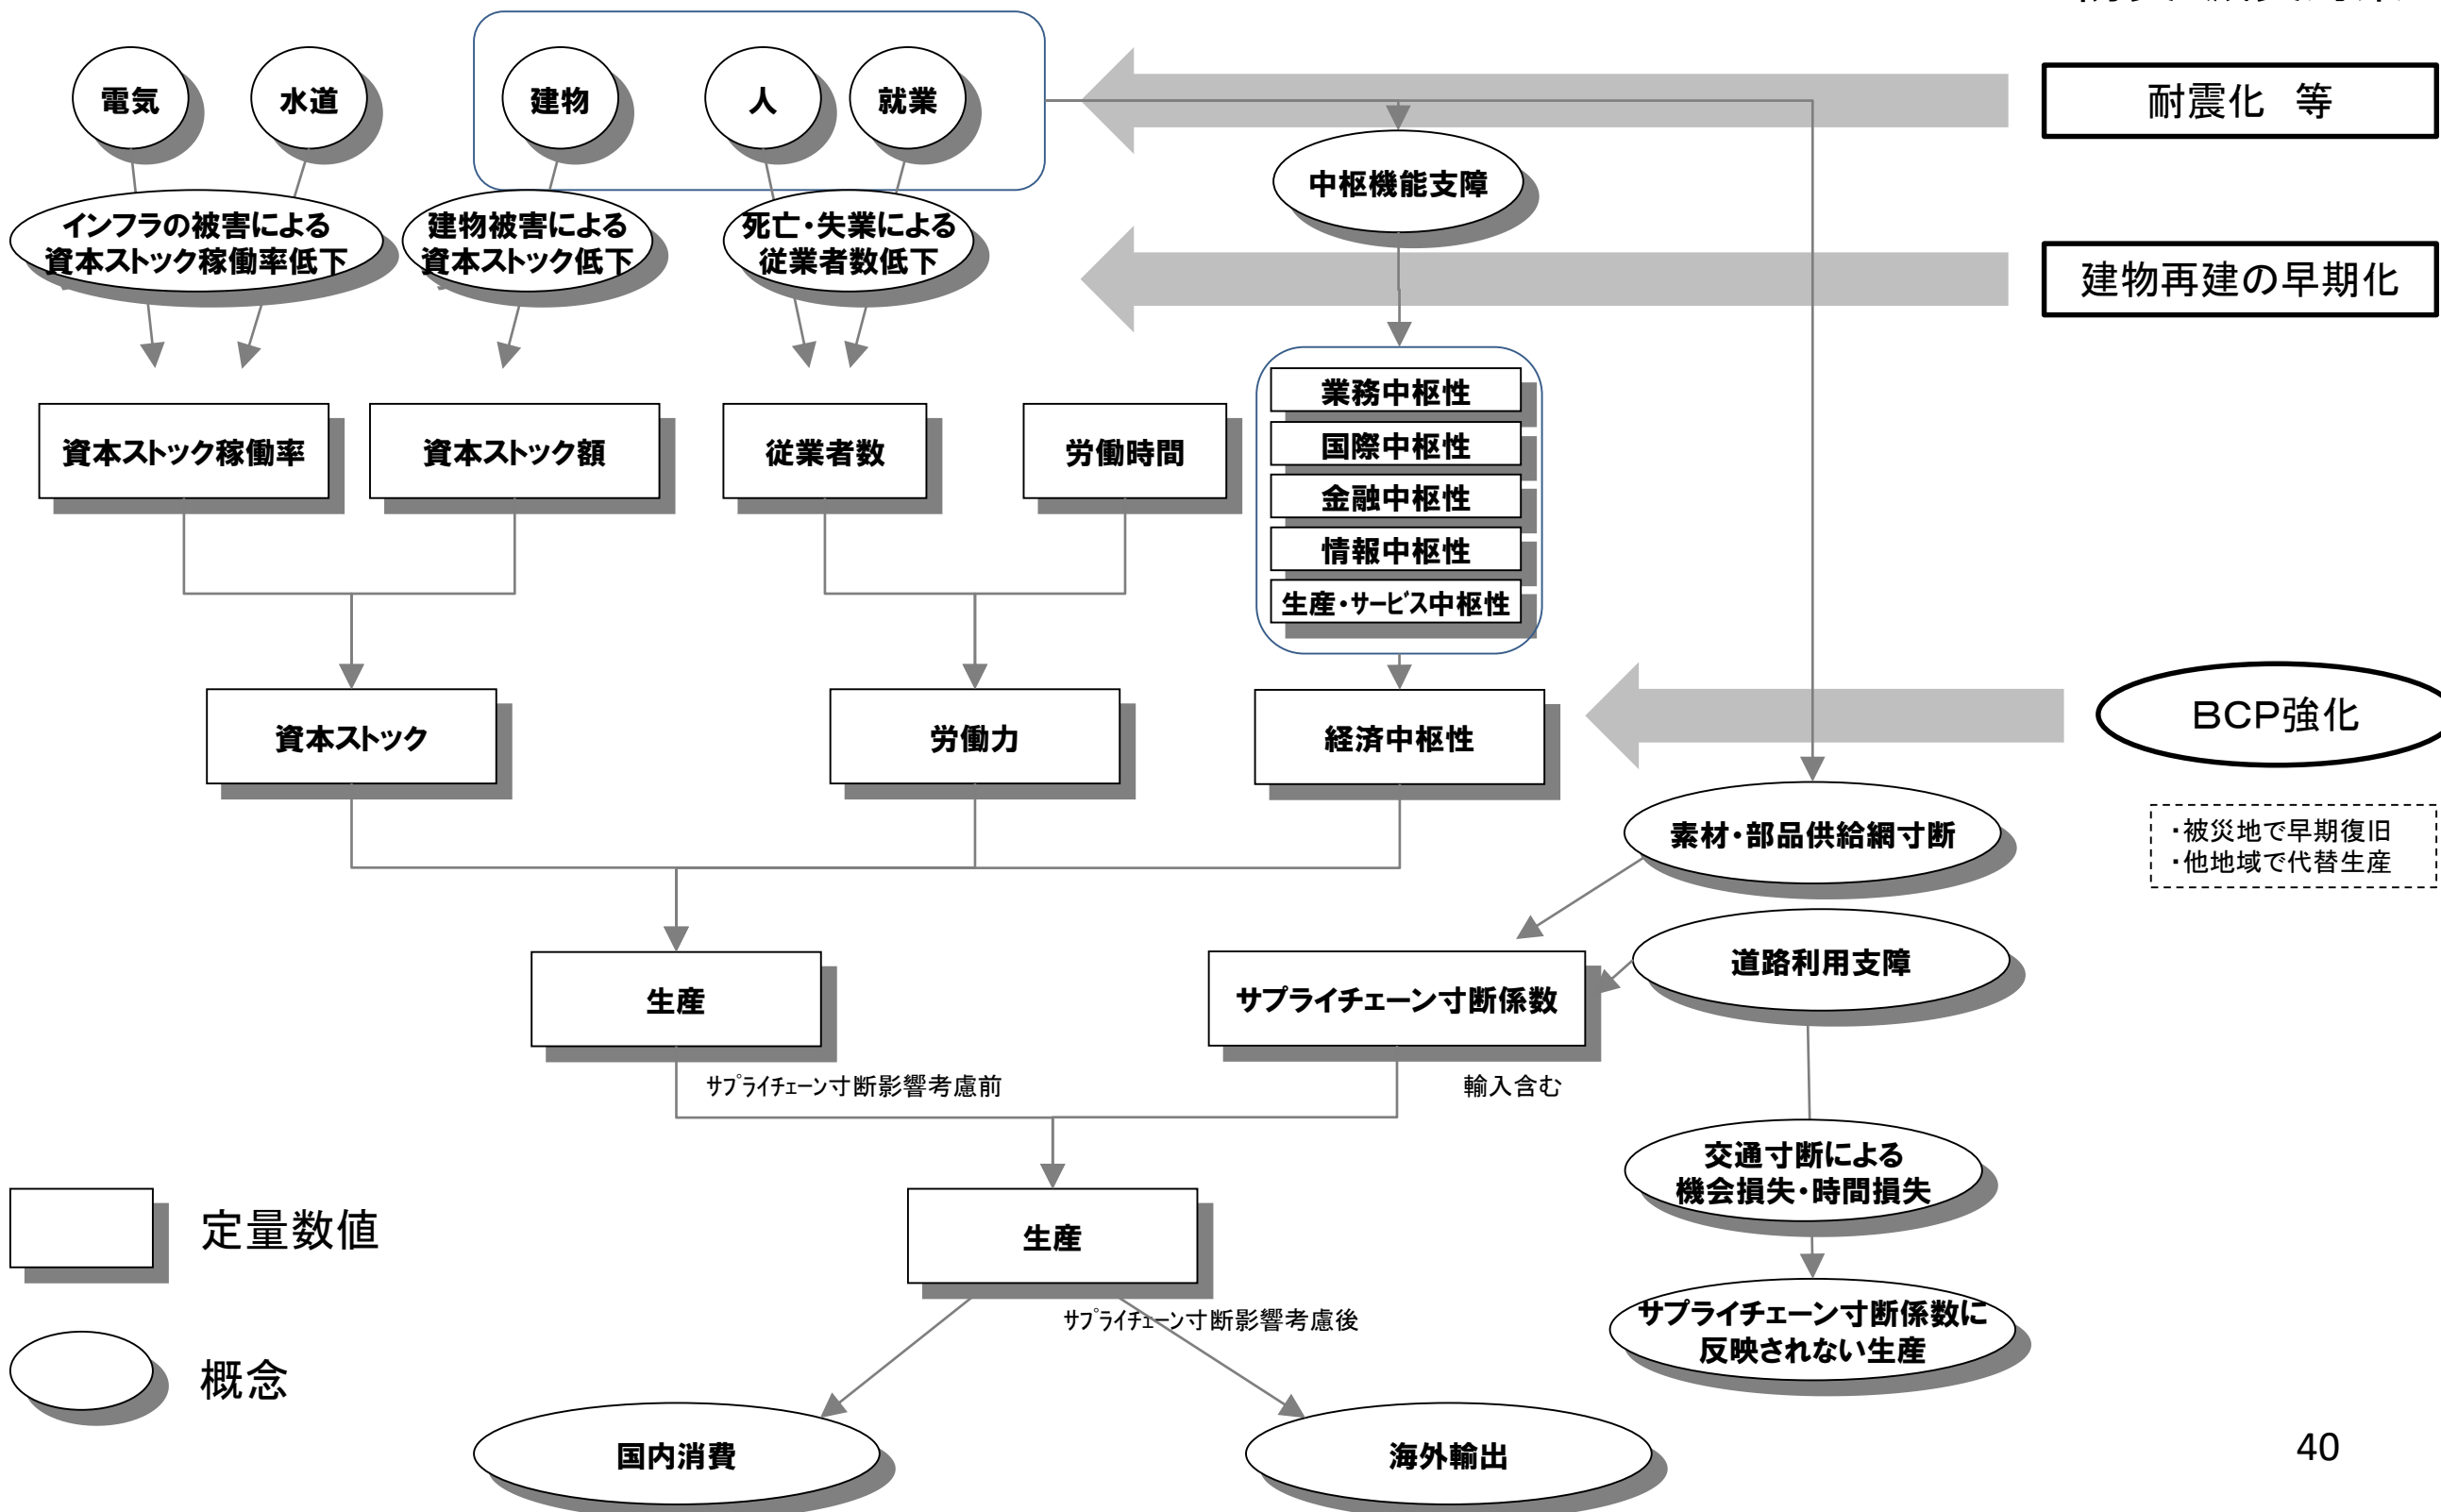 電気
水道
建物
人
就業
耐震化 等
中枢機能支障
インフラの被害による
資本ストック稼働率低下
建物被害による
資本ストック低下
死亡・失業による
従業者数低下
建物再建の早期化
業務中枢性
国際中枢性
金融中枢性
情報中枢性
生産・サービス中枢性
資本ストック稼働率
資本ストック額
従業者数
労働時間
資本ストック
労働力
経済中枢性
BCP強化
・被災地で早期復旧
・他地域で代替生産
素材・部品供給網寸断
道路利用支障
生産
サプライチェーン寸断係数
サプライチェーン寸断影響考慮前
輸入含む
交通寸断による
機会損失・時間損失
生産
サプライチェーン寸断影響考慮後
サプライチェーン寸断係数に
反映されない生産
定量数値
概念
国内消費
海外輸出
40